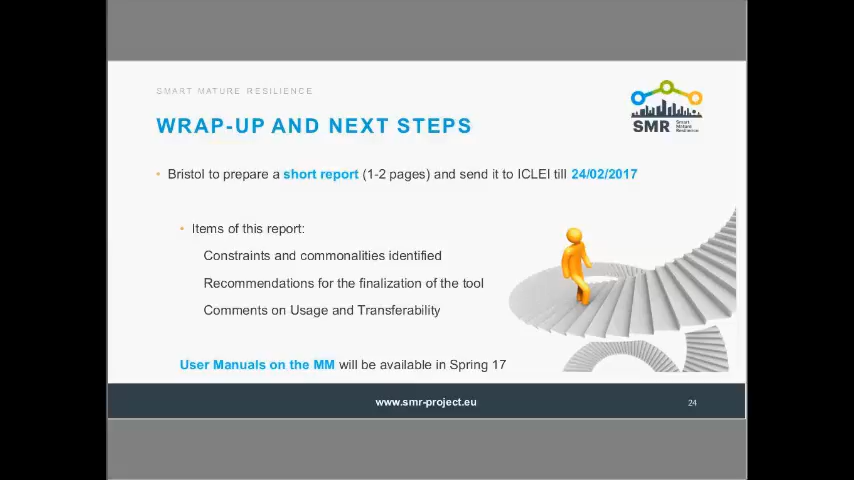 SMART MATURE RESILIENCE
WRAP-UP AND NEXT STEPS
SMR Smart Mature Resilience
• Bristol to prepare a short report (1-2 pages) and send it to ICLEI till 24/02/2017
• Items of this report:
Constraints and commonalities identified
Recommendations for the finalization of the tool
Comments on Usage and Transferability
User Manuals on the MM will be available in Spring 17
www.smr-project.eu
24